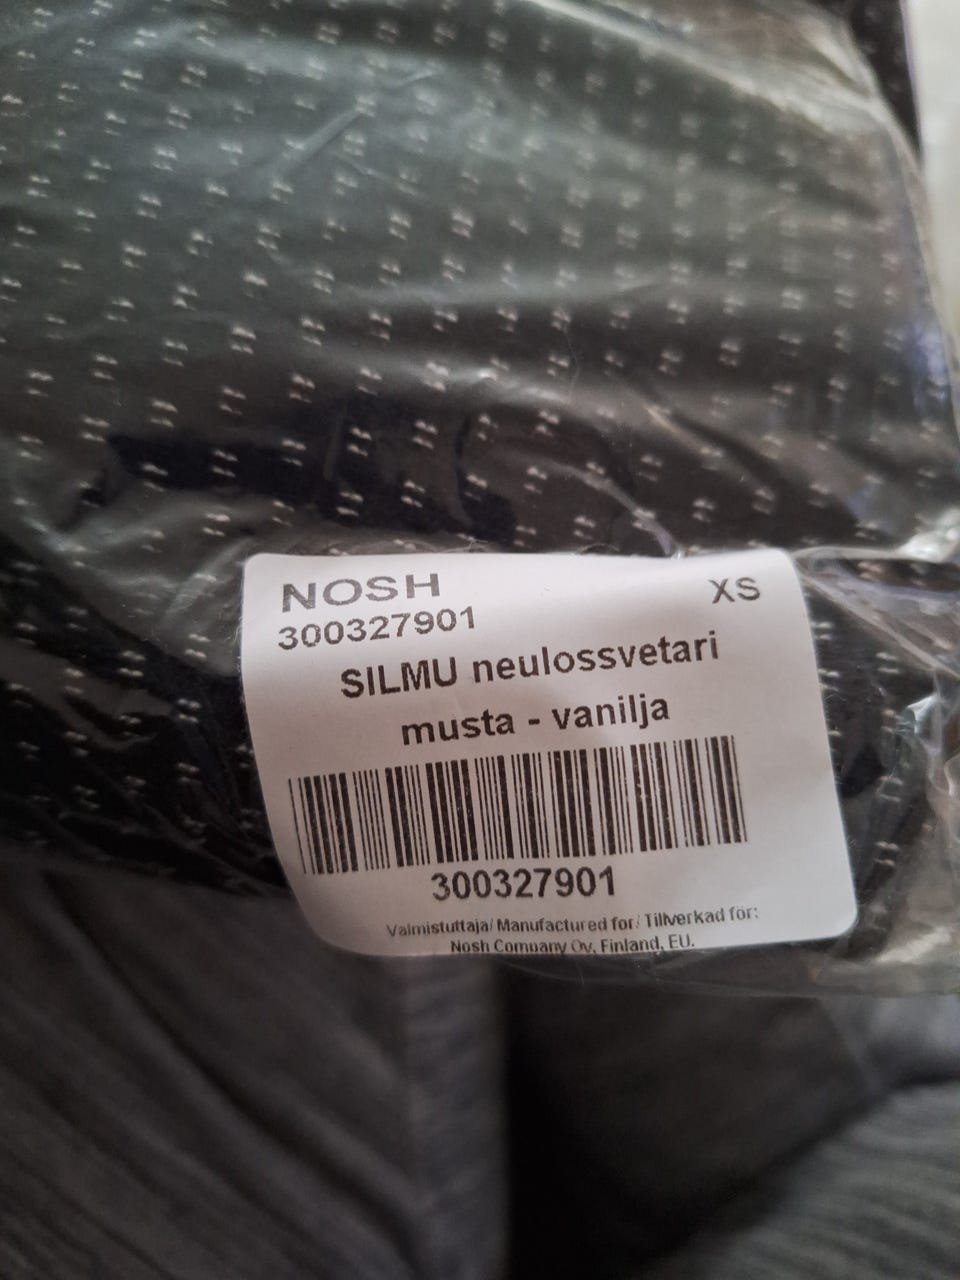 NOSH
XS
300327901
SILMU neulossvetari
musta - vanilja
300327901
Valmistuttaja/ Manufactured for/ Tillverkad för:
Nosh Company Oy, Finland, EU.